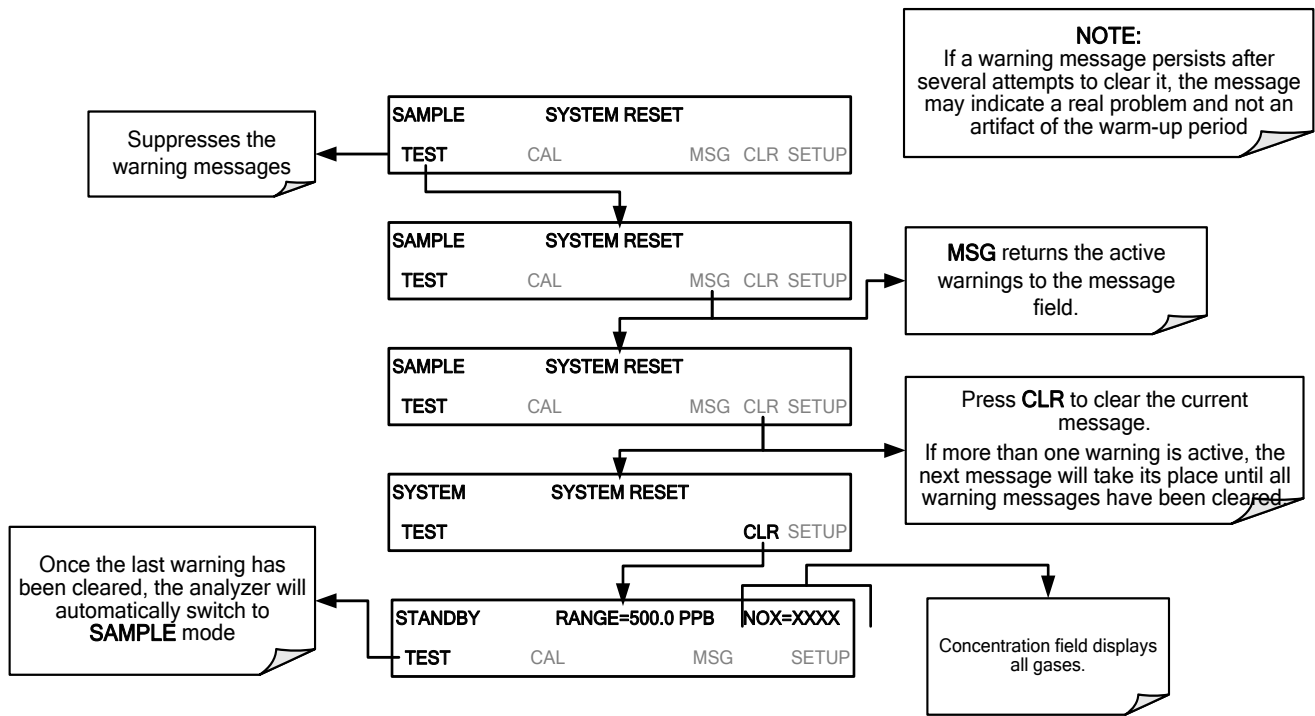 NOTE:
If a warning message persists after
several attempts to clear it, the message
may indicate a real problem and not an
artifact of the warm-up period
Suppresses the
warning messages
SAMPLE SYSTEM RESET
TEST CAL MSG CLR SETUP
SAMPLE SYSTEM RESET
TEST CAL MSG CLR SETUP
MSG returns the active
warnings to the message
field.
SAMPLE SYSTEM RESET
TEST CAL MSG CLR SETUP
Press CLR to clear the current
message.
If more than one warning is active, the
next message will take its place until all
warning messages have been cleared.
SYSTEM SYSTEM RESET
TEST CLR SETUP
Once the last warning has
been cleared, the analyzer will
automatically switch to
SAMPLE mode
STANDBY RANGE=500.0 PPB NOX=XXXX
TEST CAL MSG SETUP
Concentration field displays
all gases.